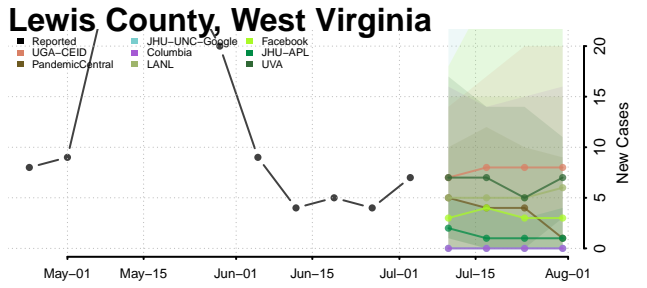 Lewis County, West Virginia
Reported JHU-UNC-Google Facebook
UGA-CEID Columbia JHU-APL
PandemicCentral LANL UVA
20
15
10
5
0
New Cases
May-01 May-15 Jun-01 Jun-15 Jul-01 Jul-15 Aug-01